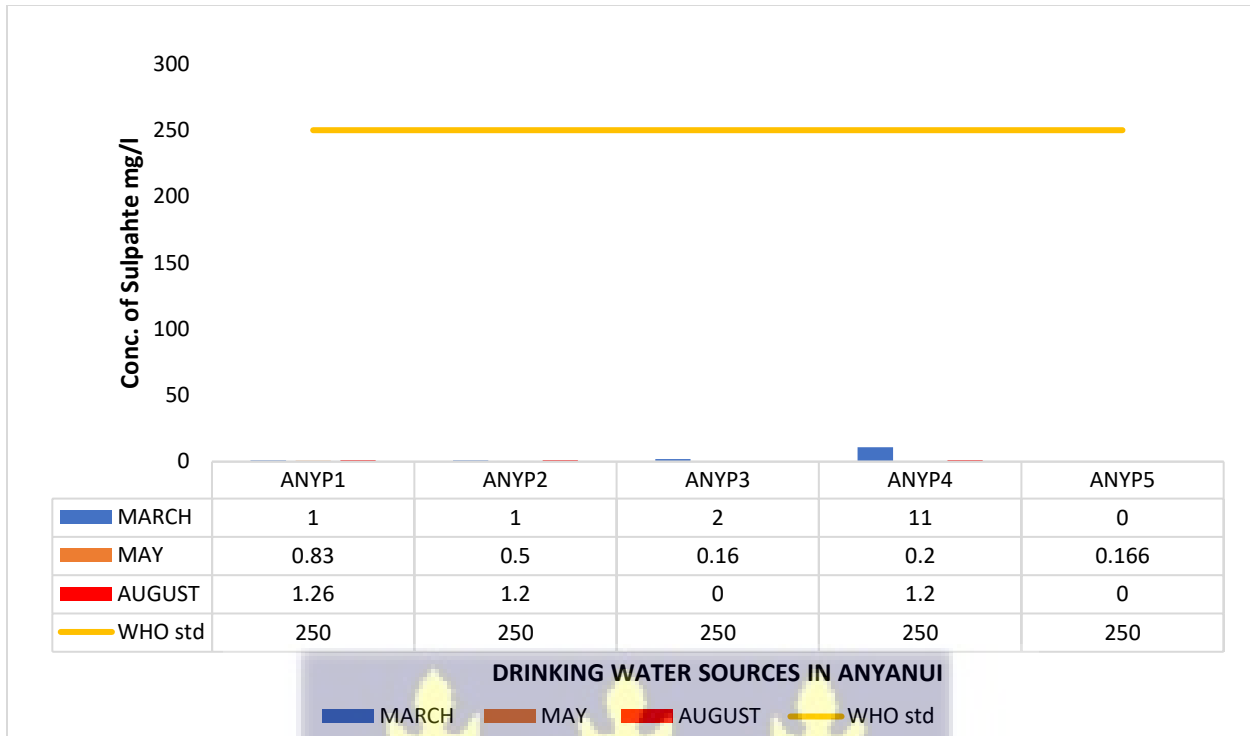 300
250
200
150
100
50
0
Conc. of Sulpahte mg/l
ANYP1 ANYP2 ANYP3 ANYP4 ANYP5
MARCH 1 1 2 11 0
MAY 0.83 0.5 0.16 0.2 0.166
AUGUST 1.26 1.2 0 1.2 0
WHO std 250 250 250 250 250
DRINKING WATER SOURCES IN ANYANUI
MARCH MAY AUGUST WHO std